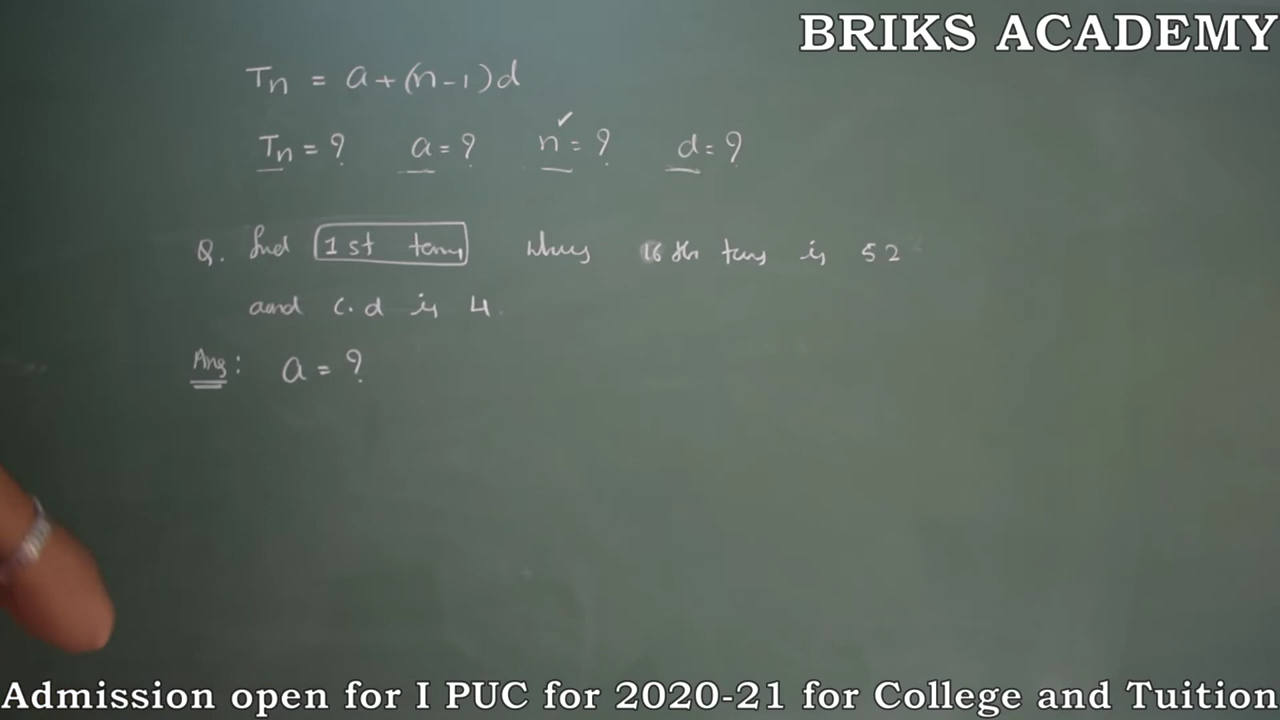 BRIKS ACADEMY
Tn = a+(n-1)d
Tn = ? a = ? n = ? d = ?
Q. find 1st term when 16th term is 52
and C.d is 4.
Ans: a = ?
Admission open for I PUC for 2020-21 for College and Tuition